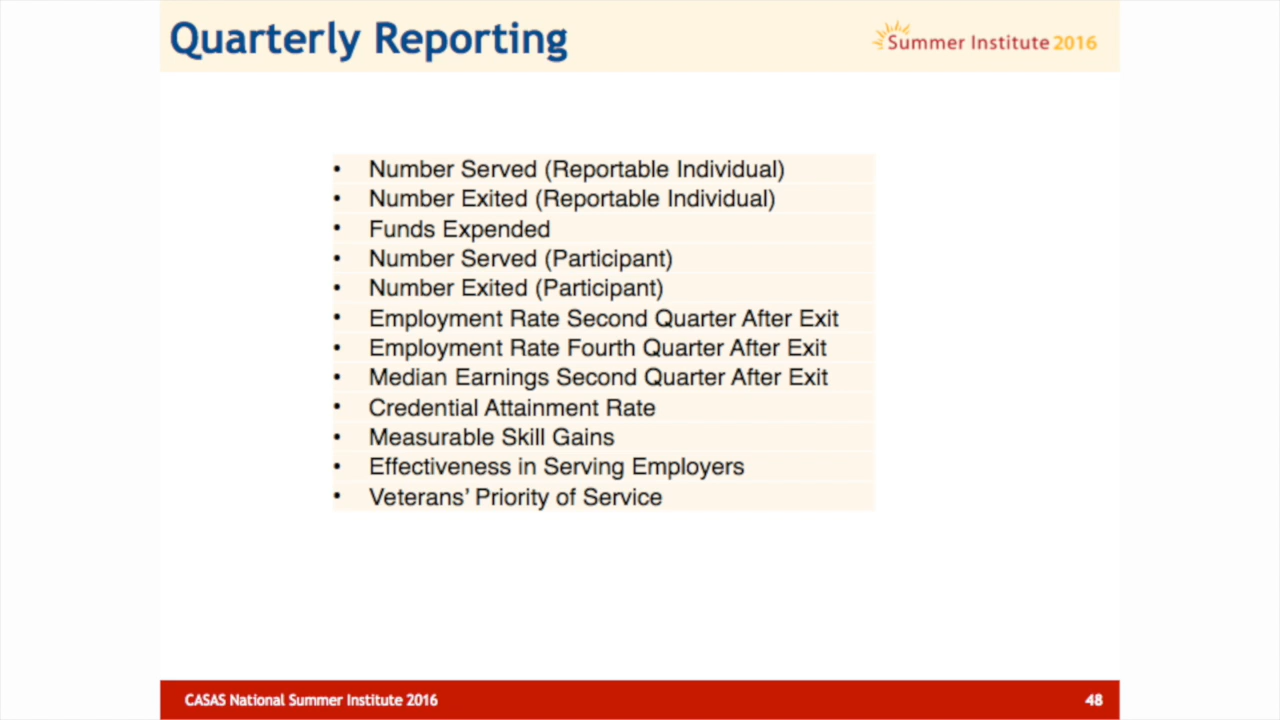 Quarterly Reporting
Summer Institute 2016
• Number Served (Reportable Individual)
• Number Exited (Reportable Individual)
• Funds Expended
• Number Served (Participant)
• Number Exited (Participant)
• Employment Rate Second Quarter After Exit
• Employment Rate Fourth Quarter After Exit
• Median Earnings Second Quarter After Exit
• Credential Attainment Rate
• Measurable Skill Gains
• Effectiveness in Serving Employers
• Veterans’ Priority of Service
CASAS National Summer Institute 2016
48